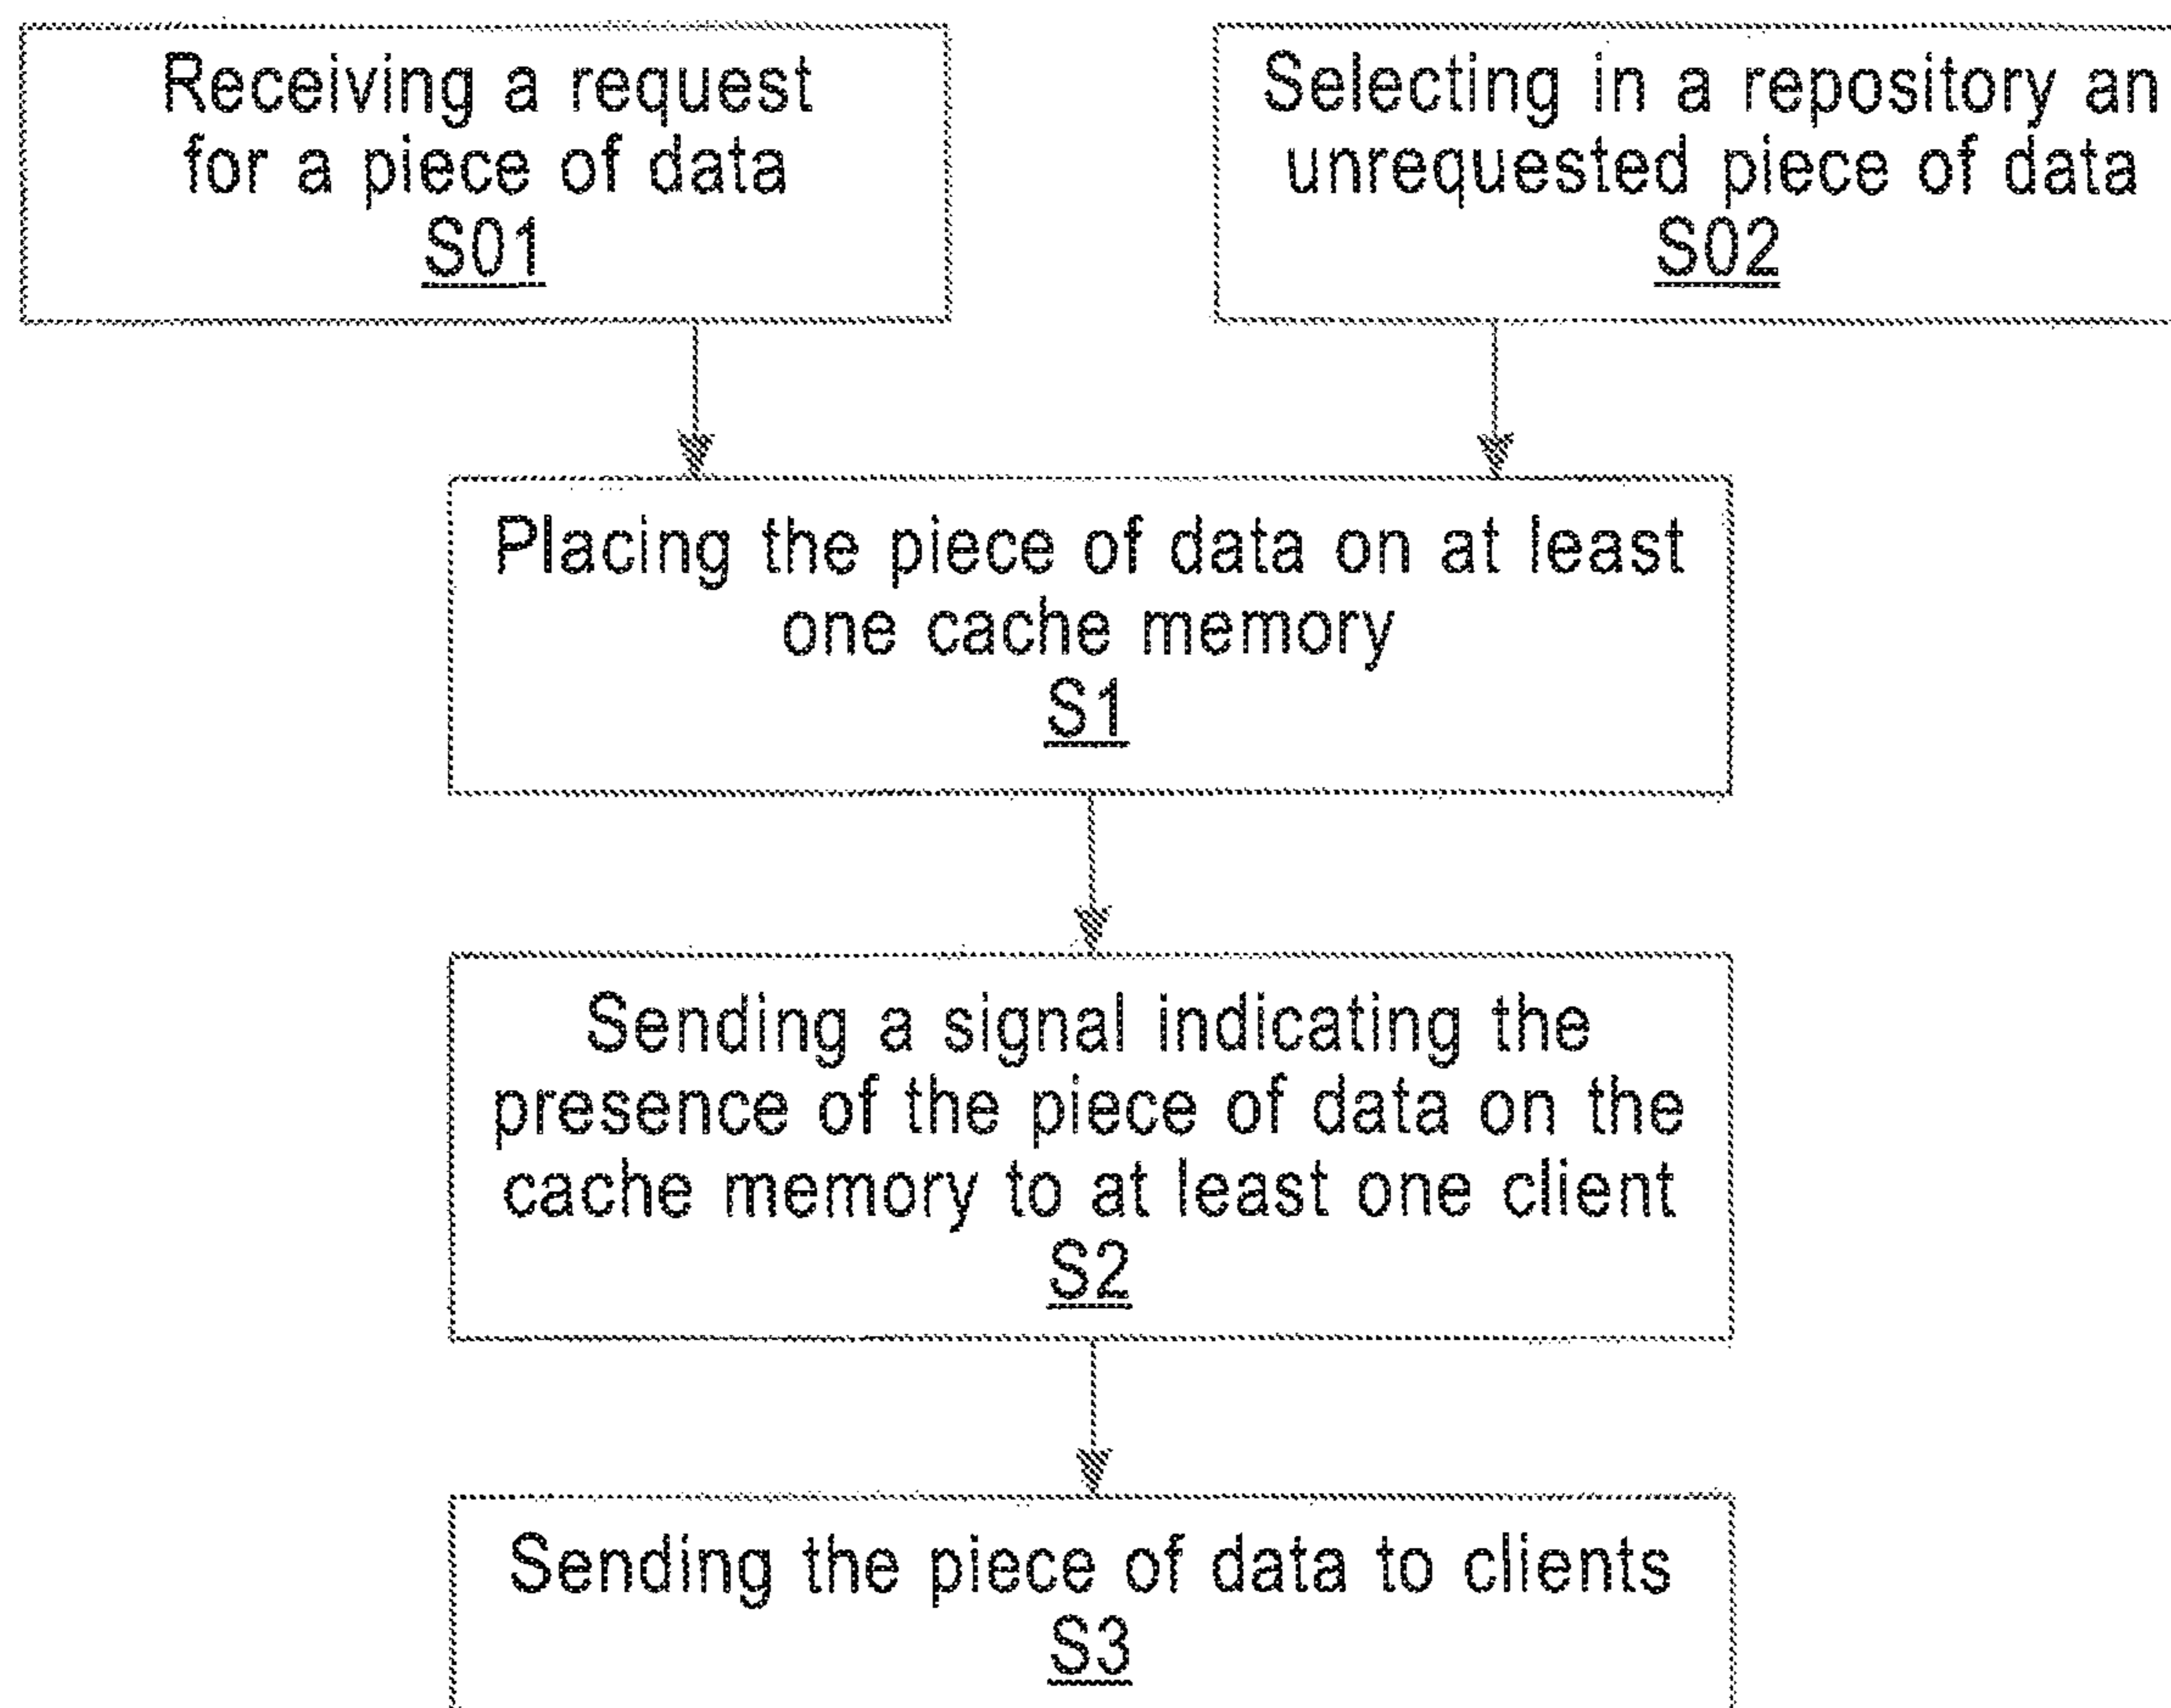 Receiving a request
for a piece of data
S01
Selecting in a repository an
unrequested piece of data
S02
Placing the piece of data on at least
one cache memory
S1
Sending a signal indicating the
presence of the piece of data on the
cache memory to at least one client
S2
Sending the piece of data to clients
S3